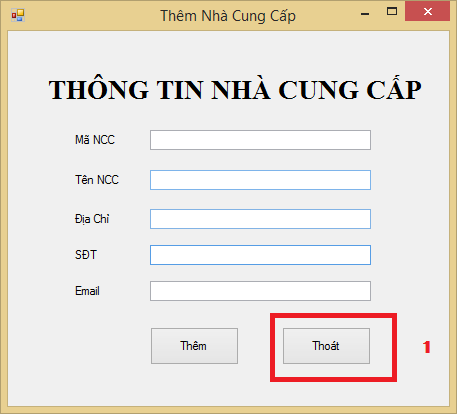 Thêm Nhà Cung Cấp
THÔNG TIN NHÀ CUNG CẤP
Mã NCC
Tên NCC
Địa Chỉ
SĐT
Email
Thêm Thoát 1